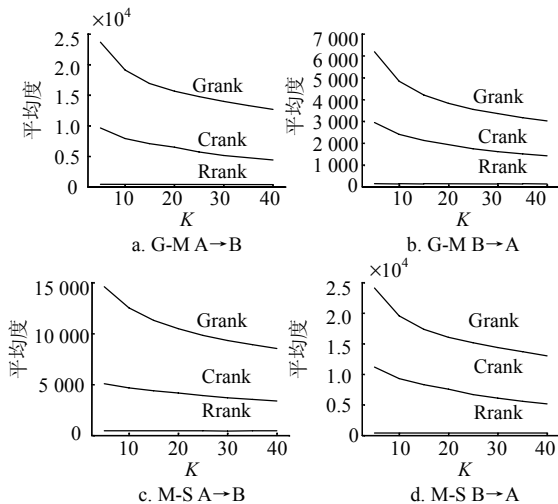 ×10⁴
2.5
2.0
1.5
1.0
0.5
0
平均度
Grank
Crank
Rrank
10 20 30 40
K
a. G-M A→B
7 000
6 000
5 000
4 000
3 000
2 000
1 000
0
平均度
Grank
Crank
Rrank
10 20 30 40
K
b. G-M B→A
15 000
10 000
5 000
0
平均度
Grank
Crank
Rrank
0 10 20 30 40
K
c. M-S A→B
×10⁴
2.5
2.0
1.5
1.0
0.5
0
平均度
Grank
Crank
Rrank
10 20 30 40
K
d. M-S B→A